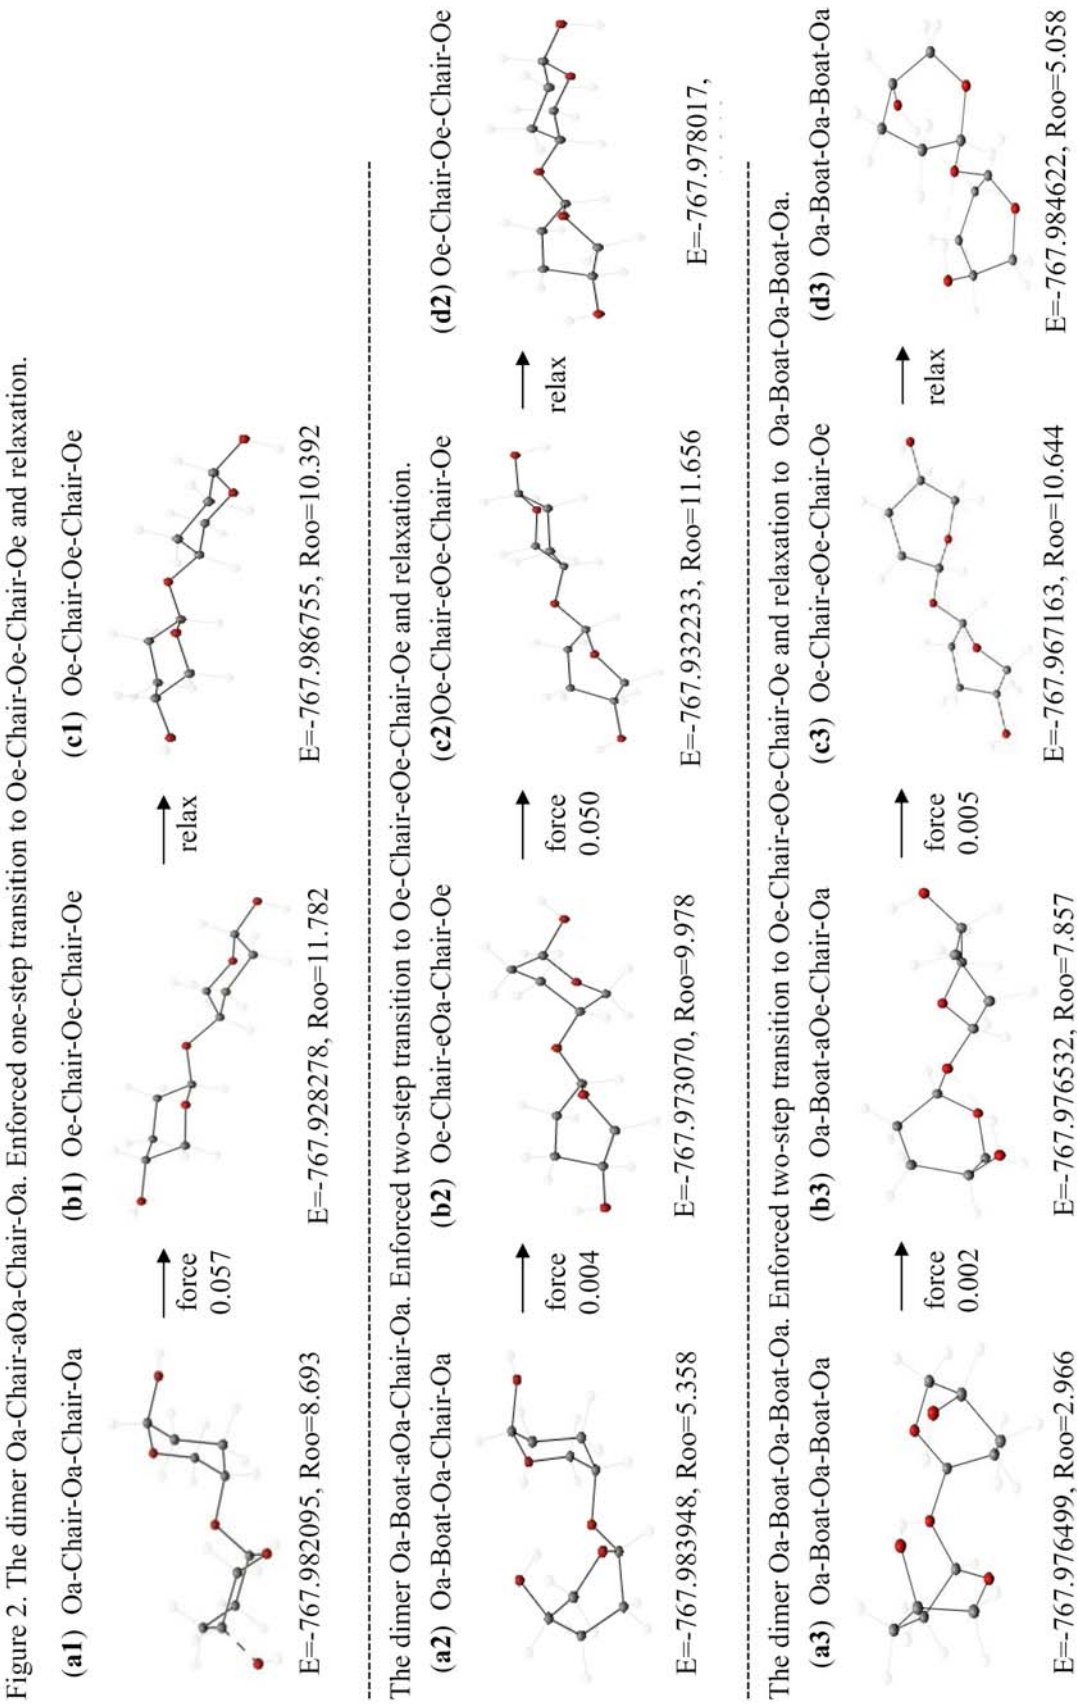 Figure 2. The dimer Oa-Chair-aOa-Chair-Oa. Enforced one-step transition to Oe-Chair-Oe-Chair-Oe and relaxation.
(a1) Oa-Chair-Oa-Chair-Oa
(b1) Oe-Chair-Oe-Chair-Oe
(c1) Oe-Chair-Oe-Chair-Oe
force
0.057
relax
E=-767.982095, Roo=8.693
E=-767.928278, Roo=11.782
E=-767.986755, Roo=10.392
The dimer Oa-Boat-aOa-Chair-Oa. Enforced two-step transition to Oe-Chair-eOe-Chair-Oe and relaxation.
(a2) Oa-Boat-Oa-Chair-Oa
(b2) Oe-Chair-eOa-Chair-Oe
(c2)Oe-Chair-eOe-Chair-Oe
(d2) Oe-Chair-Oe-Chair-Oe
force
0.004
force
0.050
relax
E=-767.983948, Roo=5.358
E=-767.973070, Roo=9.978
E=-767.932233, Roo=11.656
E=-767.978017,
The dimer Oa-Boat-Oa-Boat-Oa. Enforced two-step transition to Oe-Chair-eOe-Chair-Oe and relaxation to Oa-Boat-Oa-Boat-Oa.
(a3) Oa-Boat-Oa-Boat-Oa
(b3) Oa-Boat-aOe-Chair-Oa
(c3) Oe-Chair-eOe-Chair-Oe
(d3) Oa-Boat-Oa-Boat-Oa
force
0.002
force
0.005
relax
E=-767.976499, Roo=2.966
E=-767.976532, Roo=7.857
E=-767.967163, Roo=10.644
E=-767.984622, Roo=5.058